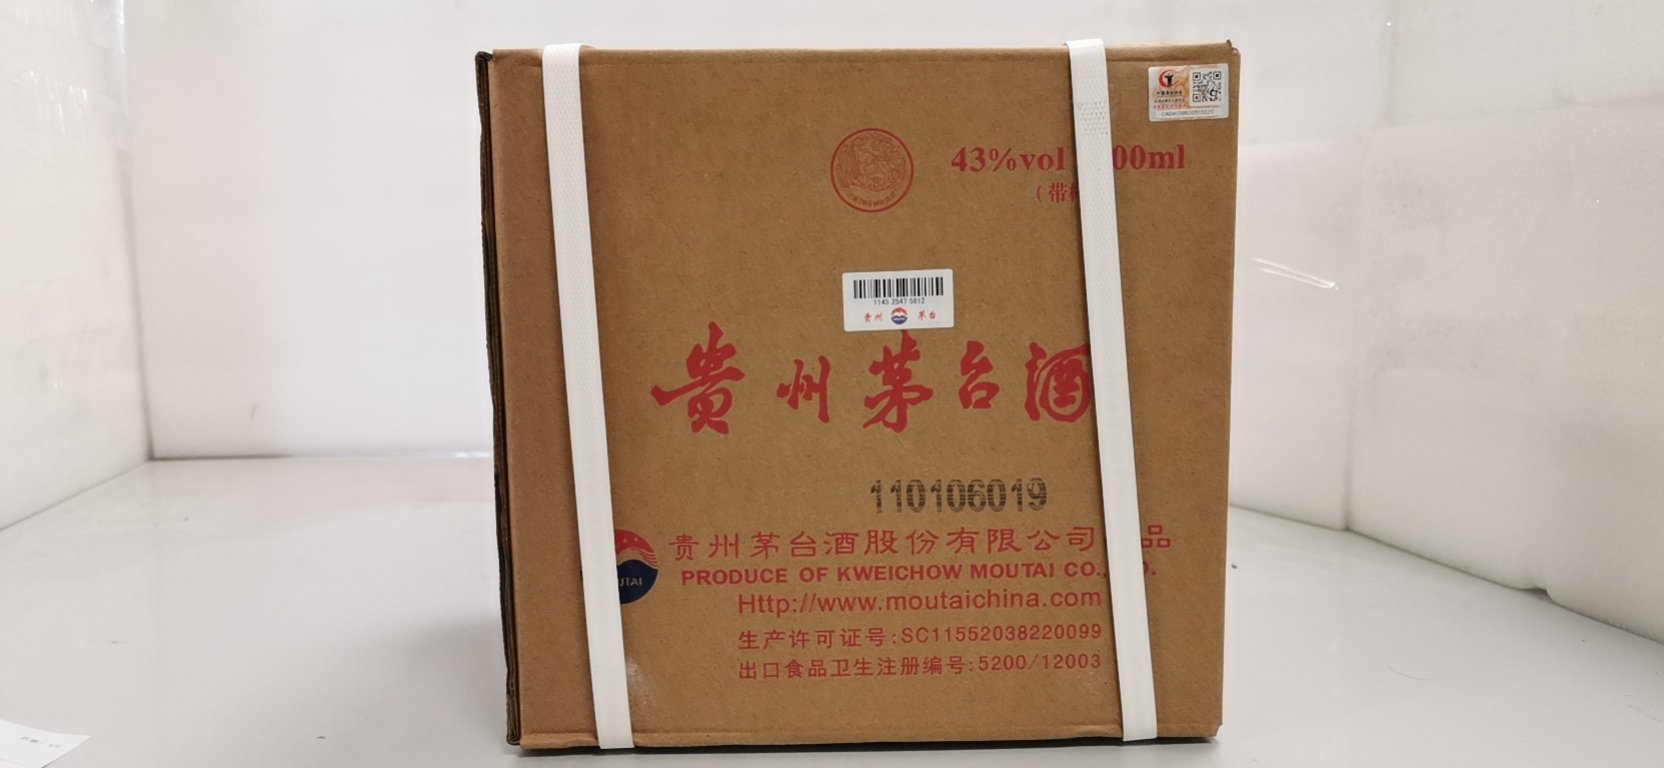 43%vol 00ml
（带
1145 2547 5812
贵州 茅台
贵州茅台酒
110106019
贵州茅台酒股份有限公司 品
PRODUCE OF KWEICHOW MOUTAI CO.
Http://www.moutaichina.com
生产许可证号:SC11552038220099
出口食品卫生注册编号:5200/12003